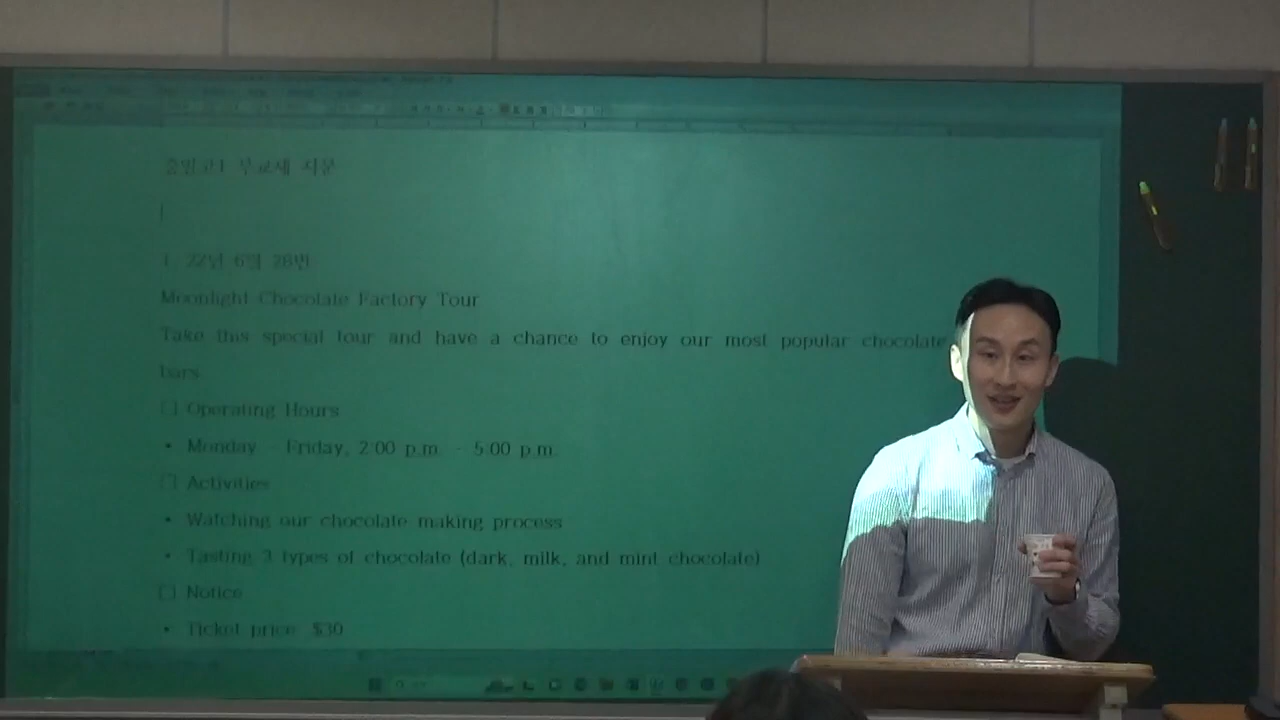 수빙고1 부교재 지문
1. 22년 6월 28번
Moonlight Chocolate Factory Tour
Take this special tour and have a chance to enjoy our most popular chocolate
bars.
□ Operating Hours
• Monday - Friday, 2:00 p.m. - 5:00 p.m.
□ Activities
• Watching our chocolate making process
• Tasting 3 types of chocolate (dark, milk, and mint chocolate)
□ Notice
• Ticket price: $30